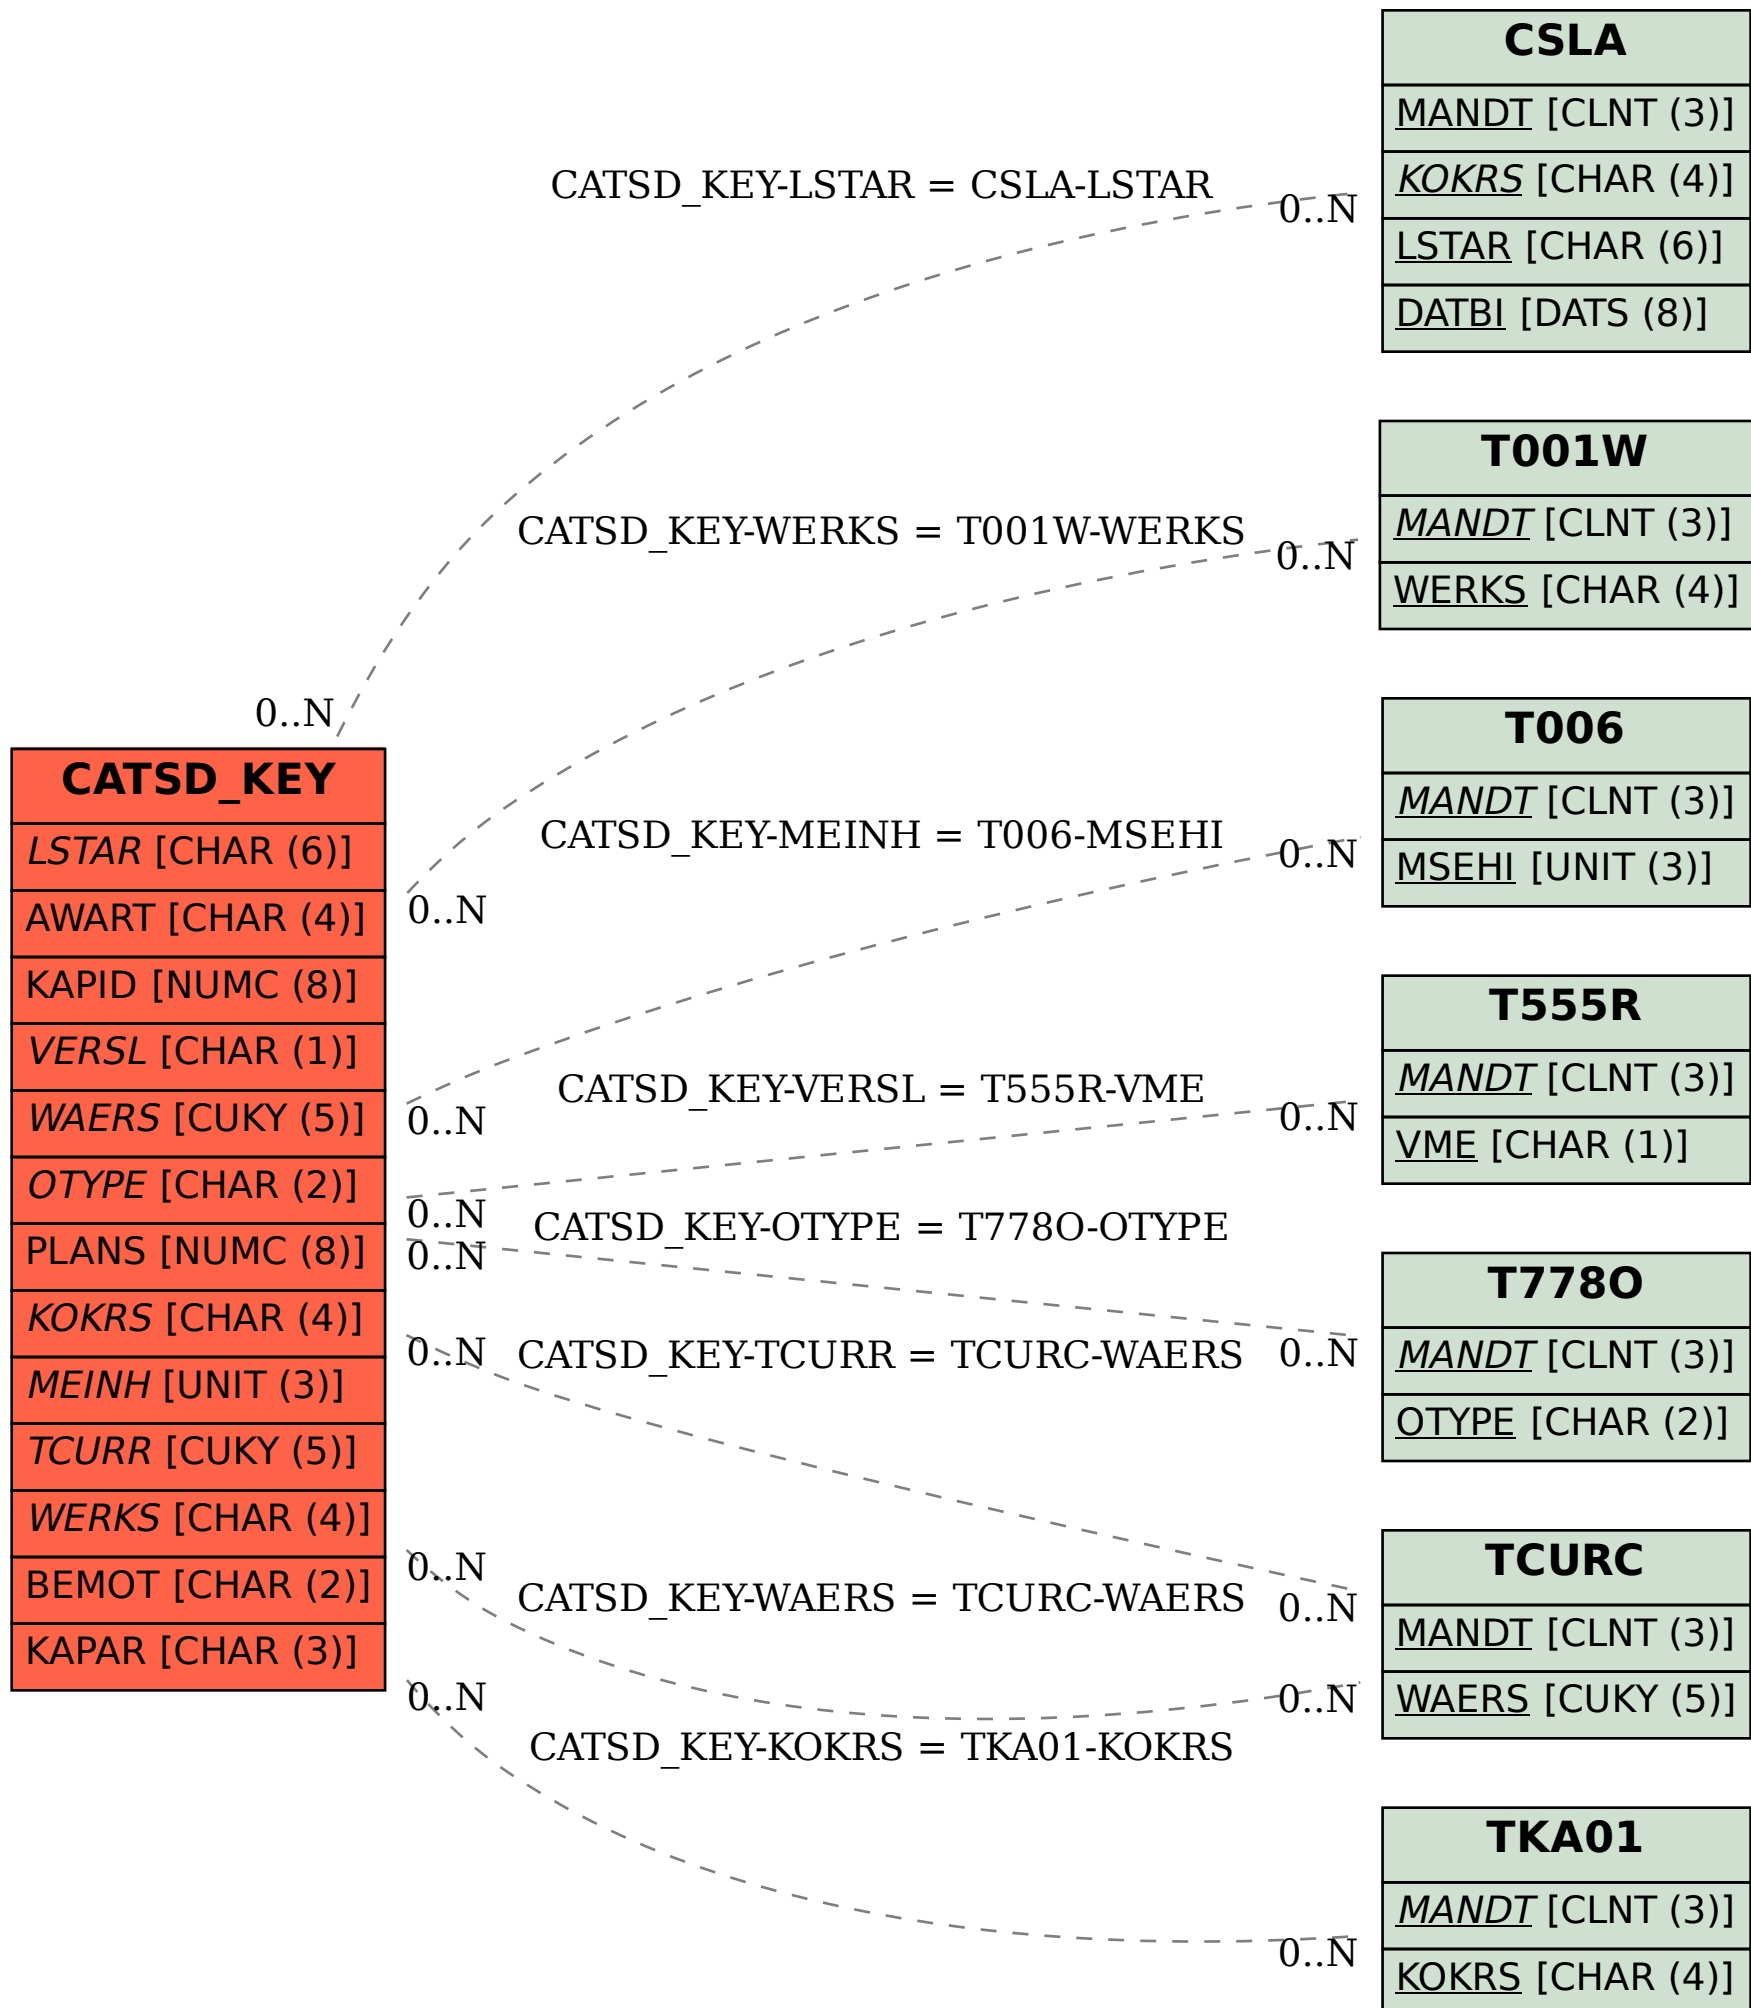 CSLA
MANDT [CLNT (3)]
KOKRS [CHAR (4)]
LSTAR [CHAR (6)]
DATBI [DATS (8)]
CATSD_KEY-LSTAR = CSLA-LSTAR
0..N
0..N
T001W
MANDT [CLNT (3)]
WERKS [CHAR (4)]
CATSD_KEY-WERKS = T001W-WERKS
0..N
0..N
T006
MANDT [CLNT (3)]
MSEHI [UNIT (3)]
CATSD_KEY-MEINH = T006-MSEHI
0..N
0..N
T555R
MANDT [CLNT (3)]
VME [CHAR (1)]
CATSD_KEY-VERSL = T555R-VME
0..N
0..N
T778O
MANDT [CLNT (3)]
OTYPE [CHAR (2)]
CATSD_KEY-OTYPE = T778O-OTYPE
0..N
0..N
CATSD_KEY-TCURR = TCURC-WAERS
0..N
0..N
TCURC
MANDT [CLNT (3)]
WAERS [CUKY (5)]
CATSD_KEY-WAERS = TCURC-WAERS
0..N
0..N
CATSD_KEY-KOKRS = TKA01-KOKRS
0..N
0..N
TKA01
MANDT [CLNT (3)]
KOKRS [CHAR (4)]
CATSD_KEY
LSTAR [CHAR (6)]
AWART [CHAR (4)]
KAPID [NUMC (8)]
VERSL [CHAR (1)]
WAERS [CUKY (5)]
OTYPE [CHAR (2)]
PLANS [NUMC (8)]
KOKRS [CHAR (4)]
MEINH [UNIT (3)]
TCURR [CUKY (5)]
WERKS [CHAR (4)]
BEMOT [CHAR (2)]
KAPAR [CHAR (3)]